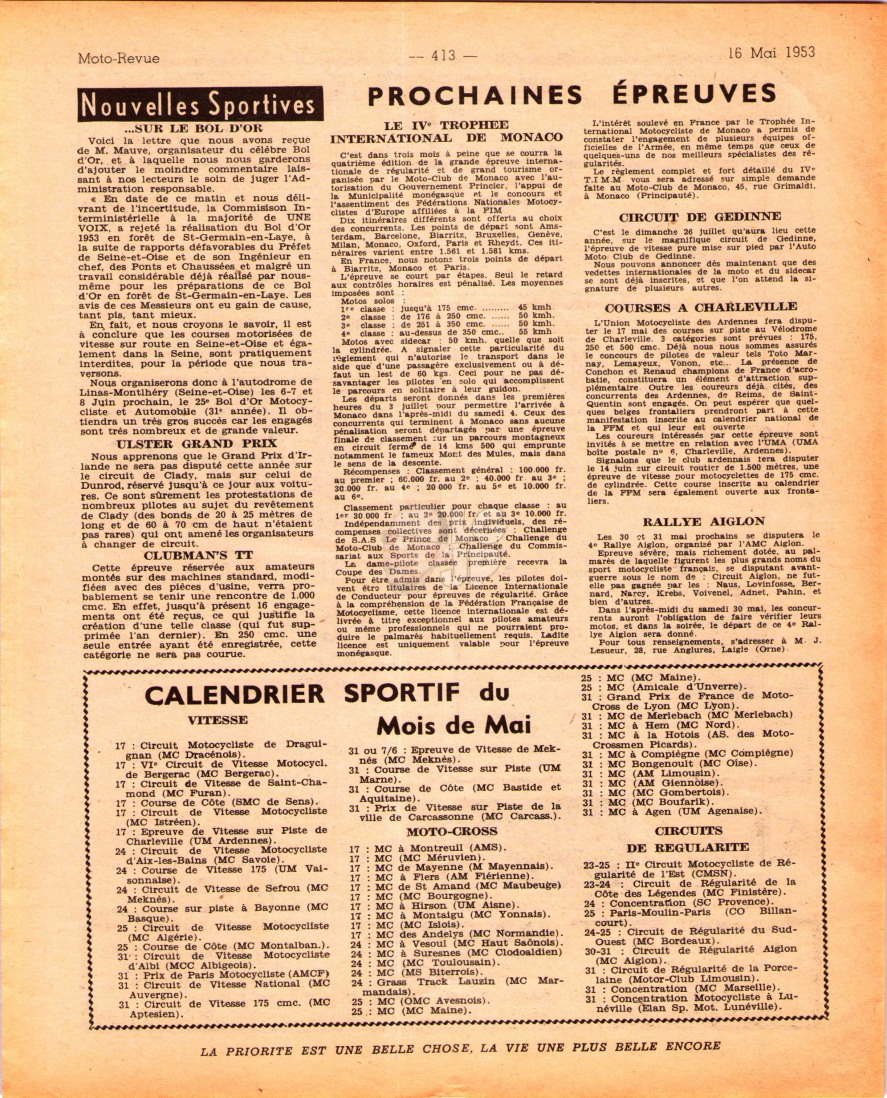 Moto-Revue
— 413 —
16 Mai 1953
Nouvelles Sportives
...SUR LE BOL D'OR
Voici la lettre que nous avons reçue
de M. Mauve, organisateur du célèbre Bol
d'Or, et à laquelle nous nous garderons
d'ajouter le moindre commentaire lais-
sant à nos lecteurs le soin de juger l'Ad-
ministration responsable.
« En date de ce matin et nous déli-
vrant de l'incertitude, la Commisison In-
terministérielle à la majorité de UNE
VOIX, a rejeté la réalisation du Bol d'Or
1953 en forêt de St-Germain-en-Laye, à
la suite de rapports défavorables du Préfet
de Seine-et-Oise et de son Ingénieur en
chef, des Ponts et Chaussées et malgré un
travail considérable déjà réalisé par nous-
même pour les préparations de ce Bol
d'Or en forêt de St-Germain-en-Laye. Les
avis de ces Messieurs ont eu gain de cause,
tant pis, tant mieux.
En fait, et nous croyons le savoir, il est
à conclure que les courses motorisées de
vitesse sur route en Seine-et-Oise et éga-
lement dans la Seine, sont pratiquement
interdites, pour la période que nous tra-
versons.
Nous organiserons donc à l'autodrome de
Linas-Montlhéry (Seine-et-Oise) les 6-7 et
8 Juin prochain, le 25e Bol d'Or Motocy-
cliste et Automobile (31e année). Il ob-
tiendra un très gros succès car les engagés
sont très nombreux et de grande valeur.
ULSTER GRAND PRIX
Nous apprenons que le Grand Prix d'Ir-
lande ne sera pas disputé cette année sur
le circuit de Clady, mais sur celui de
Dunrod, réservé jusqu'à ce jour aux voitu-
res. Ce sont sûrement les protestations de
nombreux pilotes au sujet du revêtement
de Clady (des bonds de 20 à 25 mètres de
long et de 60 à 70 cm de haut n'étaient
pas rares) qui ont amené les organisateurs
à changer de circuit.
CLUBMAN'S TT
Cette épreuve réservée aux amateurs
montés sur des machines standard, modi-
fiées avec des pièces d'usine, verra pro-
bablement se tenir une rencontre de 1.000
cmc. En effet, jusqu'à présent 16 engage-
ments ont été reçus, ce qui justifie la
création d'une telle classe (qui fut sup-
primée l'an dernier). En 250 cmc. une
seule entrée ayant été enregistrée, cette
catégorie ne sera pas courue.
PROCHAINES ÉPREUVES
LE IVe TROPHEE
INTERNATIONAL DE MONACO
C'est dans trois mois à peine que se courra la
quatrième édition de la grande épreuve interna-
tionale de régularité et de grand tourisme or-
ganisée par le Moto-Club de Monaco avec l'au-
torisation du Gouvernement Princier, l'appui de
la Municipalité monégasque et le concours et
l'assentiment des Fédérations Nationales Motocy-
clistes d'Europe affiliées à la FIM
Dix itinéraires différents sont offerts au choix
des concurrents. Les points de départ sont Ams-
terdam, Barcelone, Biarritz, Bruxelles, Genève,
Milan, Monaco, Oxford, Paris et Rheydt. Ces iti-
néraires varient entre 1.561 et 1.581 kms.
En France, nous notons trois points de départ
à Biarritz, Monaco et Paris.
L'épreuve se court par étapes. Seul le retard
aux contrôles horaires est pénalisé. Les moyennes
imposées sont :
Motos solos :
1re classe : jusqu'à 175 cmc. ......... 45 kmh
2e classe : de 176 à 250 cmc. ...... 50 kmh.
3e classe : de 251 à 350 cmc. ...... 50 kmh.
4e classe : au-dessus de 350 cmc.. 50 kmh.
Motos avec sidecar : 50 kmh. quelle que soit
la cylindrée. A signaler cette particularité du
règlement qui n'autorise le transport dans le
side que d'une passagère exclusivement ou à dé-
faut un lest de 60 kgs. Ceci pour ne pas dé-
savantager les pilotes en solo qui accomplissent
le parcours en solitaire à leur guidon.
Les départs seront donnés dans les premières
heures du 3 juillet pour permettre l'arrivée à
Monaco dans l'après-midi du samedi 4. Ceux des
concurrents qui termineront à Monaco sans aucune
pénalisation seront départagés par une épreuve
finale de classement sur un parcours montagneux
en circuit fermé de 14 kms 500 qui emprunte
notamment le fameux Mont des Mules, mais dans
le sens de la descente.
Récompenses : Classement général : 100.000 fr.
au premier ; 60.000 fr. au 2e ; 40.000 fr. au 3e ;
30.000 fr. au 4e ; 20 000 fr. au 5e et 10.000 fr.
au 6e.
Classement particulier pour chaque classe : au
1er 30.000 fr ; au 2e 20.000 fr et au 3e 10.000 fr.
Indépendamment des prix individuels, des ré-
compenses collectives sont décernées : Challenge
de S.A.S Le Prince de Monaco ; Challenge du
Moto-Club de Monaco ; Challenge du Commis-
sariat aux Sports de la Principauté.
La dame-pilote classée première recevra la
Coupe des Dames.
Pour être admis dans l'épreuve, les pilotes doi-
vent être titulaires de la Licence Internationale
de Conducteur pour épreuves de régularité. Grâce
à la compréhension de la Fédération Française de
Motocyclisme, cette licence internationale est dé-
livrée à titre exceptionnel aux pilotes amateurs
ou même professionnels qui ne pourraient pro-
duire le palmarès habituellement requis. Ladite
licence est uniquement valable pour l'épreuve
monégasque.
L'intérêt soulevé en France par le Trophée In-
ternational Motocycliste de Monaco a permis de
constater l'engagement de plusieurs équipes of-
ficielles de l'Armée, en même temps que ceux de
quelques-uns de nos meilleurs spécialistes des ré-
gularités.
Le règlement complet et fort détaillé du IVe
T.I.M.M vous sera adressé sur simple demande
faite au Moto-Club de Monaco, 45, rue Grimaldi,
à Monaco (Principauté).
CIRCUIT DE GEDINNE
C'est le dimanche 26 juillet qu'aura lieu cette
année, sur le magnifique circuit de Gedinne,
l'épreuve de vitesse pure mise sur pied par l'Auto
Moto Club de Gedinne.
Nous pouvons annoncer dès maintenant que des
vedettes internationales de la moto et du sidecar
se sont déjà inscrites, et que l'on attend la si-
gnature de plusieurs autres.
COURSES A CHARLEVILLE
L'Union Motocycliste des Ardennes fera dispu-
ter le 17 mai des courses sur piste au Vélodrome
de Charleville. 3 catégories sont prévues : 175,
250 et 500 cmc. Déjà nous nous sommes assurés
le concours de pilotes de valeur tels Toto Mar-
nay, Lemayeux, Vonon, etc... La présence de
Conchon et Renaud champions de France d'acro-
batie, constituera un élément d'attraction sup-
plémentaire Outre les coureurs déjà cités, des
concurrents des Ardennes, de Reims, de Saint-
Quentin sont engagés. On peut espérer que quel-
ques belges frontaliers prendront part à cette
manifestation inscrite au calendrier national de
la FFM et qui leur est ouverte
Les coureurs intéressés par cette épreuve sont
invités à se mettre en relation avec l'UMA (UMA
boîte postale no 6, Charleville, Ardennes).
Signalons que le club ardennais fera disputer
le 14 juin sur circuit routier de 1.500 mètres, une
épreuve de vitesse pour motocyclettes de 175 cmc.
de cylindrée. Cette course inscrite au calendrier
de la FFM sera également ouverte aux fronta-
liers.
RALLYE AIGLON
Les 30 et 31 mai prochains se disputera le
4e Rallye Aiglon, organisé par l'AMC Aiglon.
Epreuve sévère, mais richement dotée, au pal-
marès de laquelle figurent les plus grands noms du
sport motocycliste français, se disputant avant-
guerre sous le nom de : Circuit Aiglon, ne fut-
elle pas gagnée par les : Naus, Lovinfosse, Ber-
nard, Narcy, Krebs, Voivenel, Adnet, Pahin, et
bien d'autres.
Dans l'après-midi du samedi 30 mai, les concur-
rents auront l'obligation de faire vérifier leurs
motos, et dans la soirée, le départ de ce 4e Ral-
lye Aiglon sera donné.
Pour tous renseignements, s'adresser à M. J.
Lesueur, 28, rue Anglures, Laigle (Orne)
CALENDRIER SPORTIF du
Mois de Mai
VITESSE
17 : Circuit Motocycliste de Dragui-
gnan (MC Dracénois).
17 : VIe Circuit de Vitesse Motocycl.
de Bergerac (MC Bergerac).
17 : Circuit de Vitesse de Saint-Cha-
mond (MC Furan).
17 : Course de Côte (SMC de Sens).
17 : Circuit de Vitesse Motocycliste
(MC Istréen).
17 : Epreuve de Vitesse sur Piste de
Charleville (UM Ardennes).
24 : Circuit de Vitesse Motocycliste
d'Aix-les-Bains (MC Savoie).
24 : Course de Vitesse 175 (UM Vai-
sonnaise).
24 : Circuit de Vitesse de Sefrou (MC
Meknès).
24 : Course sur piste à Bayonne (MC
Basque).
25 : Circuit de Vitesse Motocycliste
(MC Algérie).
25 : Course de Côte (MC Montalban.).
31 : Circuit de Vitesse Motocycliste
d'Albi (MCC Albigeois).
31 : Prix de Paris Motocycliste (AMCF)
31 : Circuit de Vitesse National (MC
Auvergne).
31 : Circuit de Vitesse 175 cmc. (MC
Aptesien).
31 ou 7/6 : Epreuve de Vitesse de Mek-
nès (MC Meknès).
31 : Course de Vitesse sur Piste (UM
Marne).
31 : Course de Côte (MC Bastide et
Aquitaine).
31 : Prix de Vitesse sur Piste de la
ville de Carcassonne (MC Carcass.).
MOTO-CROSS
17 : MC à Montreuil (AMS).
17 : MC (MC Méruvien).
17 : MC de Mayenne (M Mayennais).
17 : MC à Flers (AM Flérienne).
17 : MC de St Amand (MC Maubeuge)
17 : MC (MC Bourgogne).
17 : MC à Hirson (UM Aisne).
17 : MC à Montaigu (MC Yonnais).
17 : MC (MC Islois).
17 : MC des Andelys (MC Normandie).
24 : MC à Vesoul (MC Haut Saônois).
24 : MC à Suresnes (MC Clodoaldien)
24 : MC (MC Toulousain).
24 : MC (MS Biterrois).
24 : Grass Track Lauzin (MC Mar-
mandais).
25 : MC (OMC Avesnois).
25 : MC (MC Maine).
25 : MC (MC Maine).
25 : MC (Amicale d'Unverre).
31 : Grand Prix de France de Moto-
Cross de Lyon (MC Lyon).
31 : MC de Merlebach (MC Merlebach)
31 : MC à Hem (MC Nord).
31 : MC à la Hotois (AS. des Moto-
Crossmen Picards).
31 : MC à Compiègne (MC Compiègne)
31 : MC Bongenouit (MC Oise).
31 : MC (AM Limousin).
31 : MC (AM Giennoise).
31 : MC (MC Gombertois).
31 : MC (MC Boufarik).
31 : MC à Agen (UM Agenaise).
CIRCUITS
DE REGULARITE
23-25 : IIe Circuit Motocycliste de Ré-
gularité de l'Est (CMSN).
23-24 : Circuit de Régularité de la
Côte des Légendes (MC Finistère).
24 : Concentration (SC Provence).
25 : Paris-Moulin-Paris (CO Billan-
court).
24-25 : Circuit de Régularité du Sud-
Ouest (MC Bordeaux).
30-31 : Circuit de Régularité Aiglon
(MC Aiglon).
31 : Circuit de Régularité de la Porce-
laine (Motor-Club Limousin).
31 : Concentration (MC Marseille).
31 : Concentration Motocycliste à Lu-
néville (Elan Sp. Mot. Lunéville).
LA PRIORITE EST UNE BELLE CHOSE, LA VIE UNE PLUS BELLE ENCORE